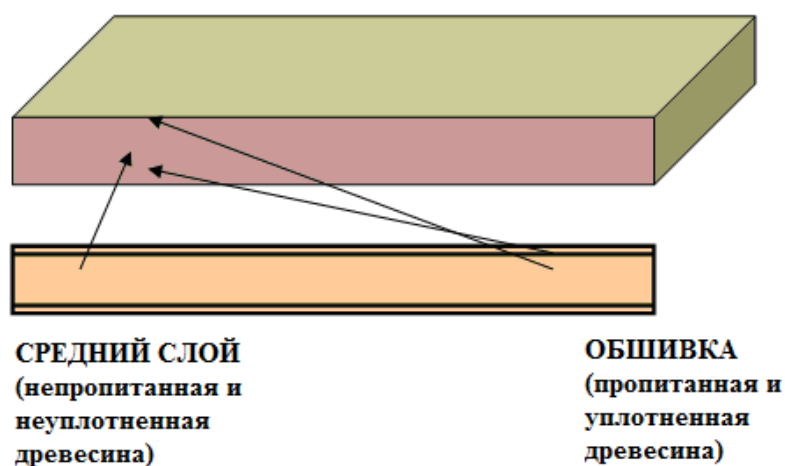 СРЕДНИЙ СЛОЙ
(непропитанная и
неуплотненная
древесина)
ОБШИВКА
(пропитанная и
уплотненная
древесина)